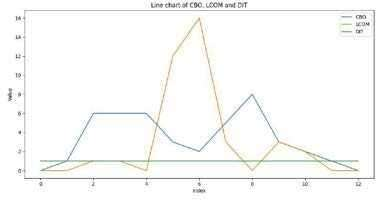 Line chart of CBO, LCOM and DIT
CBO
LCOM
DIT
value
16
14
12
10
8
6
4
2
0
0 2 4 6 8 10 12
index